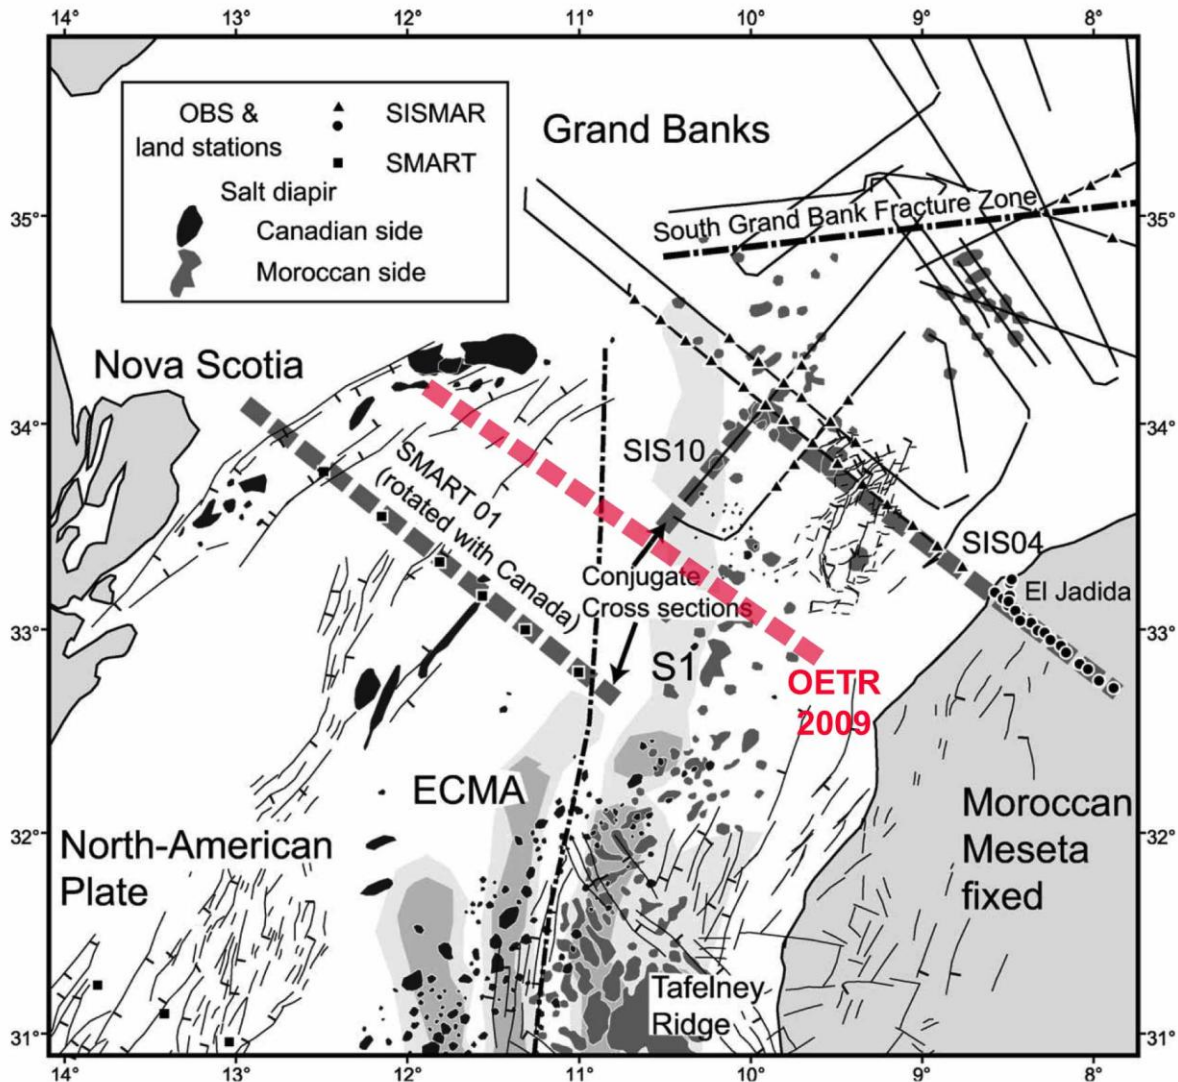 14° 13° 12° 11° 10° 9° 8°
OBS &
land stations
SISMAR
SMART
Salt diapir
Canadian side
Moroccan side
Grand Banks
South Grand Bank Fracture Zone
35° 35°
Nova Scotia
34° 34°
SIS10
SMART 01
(rotated with Canada)
SIS04
Conjugate
Cross sections
El Jadida
33° 33°
S1
OETR
2009
ECMA
Moroccan
Meseta
fixed
32° 32°
North-American
Plate
Tafelney
Ridge
31° 31°
14° 13° 12° 11° 10° 9° 8°